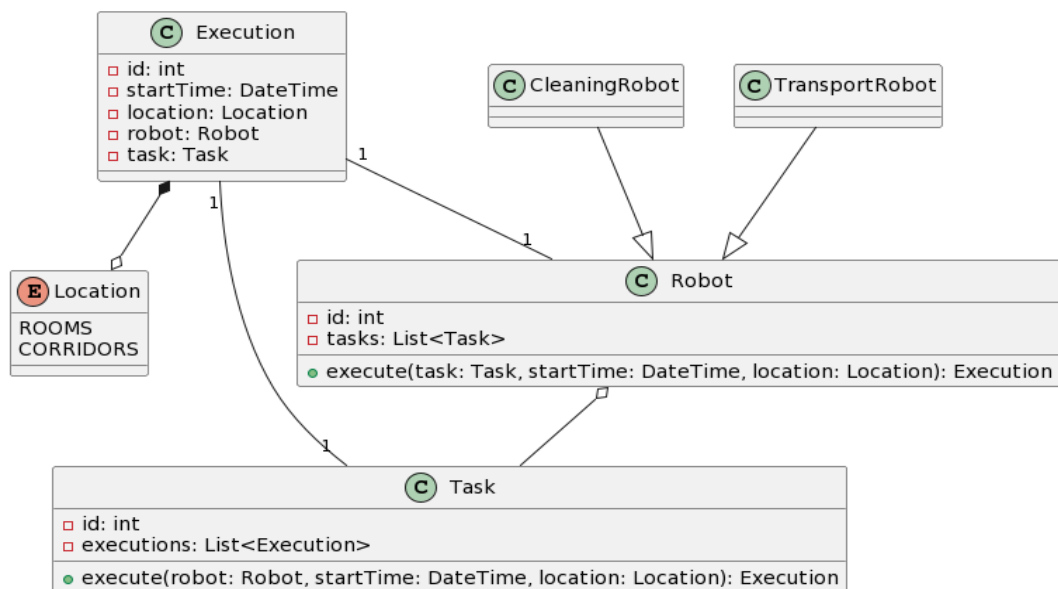 C Execution
id: int
startTime: DateTime
location: Location
robot: Robot
task: Task
C CleaningRobot
C TransportRobot
1
1
1
1
E Location
ROOMS
CORRIDORS
C Robot
id: int
tasks: List<Task>
execute(task: Task, startTime: DateTime, location: Location): Execution
C Task
id: int
executions: List<Execution>
execute(robot: Robot, startTime: DateTime, location: Location): Execution